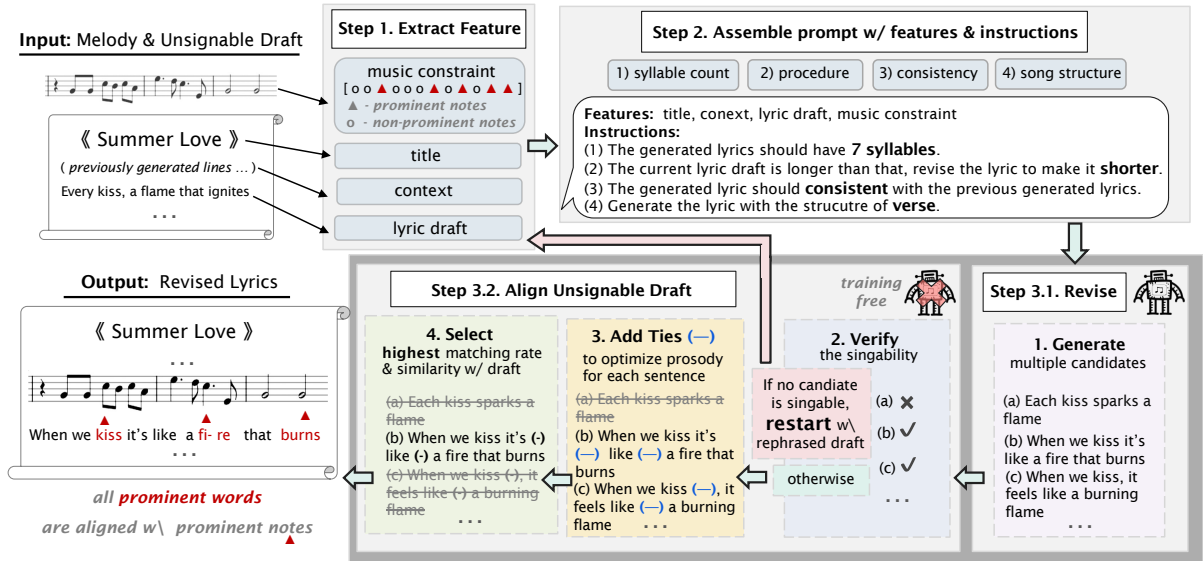 Input: Melody & Unsignable Draft
《 Summer Love 》
( previously generated lines ... )
Every kiss, a flame that ignites
...
Step 1. Extract Feature
music constraint
[ o o ▲ o o o ▲ o ▲ o ▲ ▲ ]
▲ - prominent notes
o - non-prominent notes
title
context
lyric draft
Step 2. Assemble prompt w/ features & instructions
1) syllable count
2) procedure
3) consistency
4) song structure
Features: title, conext, lyric draft, music constraint
Instructions:
(1) The generated lyrics should have 7 syllables.
(2) The current lyric draft is longer than that, revise the lyric to make it shorter.
(3) The generated lyric should consistent with the previous generated lyrics.
(4) Generate the lyric with the strucutre of verse.
Step 3.1. Revise
1. Generate
multiple candidates
(a) Each kiss sparks a
flame
(b) When we kiss it's
like a fire that burns
(c) When we kiss, it
feels like a burning
flame
...
Step 3.2. Align Unsignable Draft
training
free
2. Verify
the singability
(a) ✗
(b) ✓
(c) ✓
...
If no candiate
is singable,
restart w\
rephrased draft
otherwise
3. Add Ties (—)
to optimize prosody
for each sentence
(a) Each kiss sparks a
flame
(b) When we kiss it's
(—) like (—) a fire that
burns
(c) When we kiss (—), it
feels like (—) a burning
flame
...
4. Select
highest matching rate
& similarity w/ draft
(a) Each kiss sparks a
flame
(b) When we kiss it's (-)
like (-) a fire that burns
(c) When we kiss (-), it
feels like (-) a burning
flame
...
Output: Revised Lyrics
《 Summer Love 》
...
When we kiss it's like a fi- re that burns
...
all prominent words
are aligned w\ prominent notes